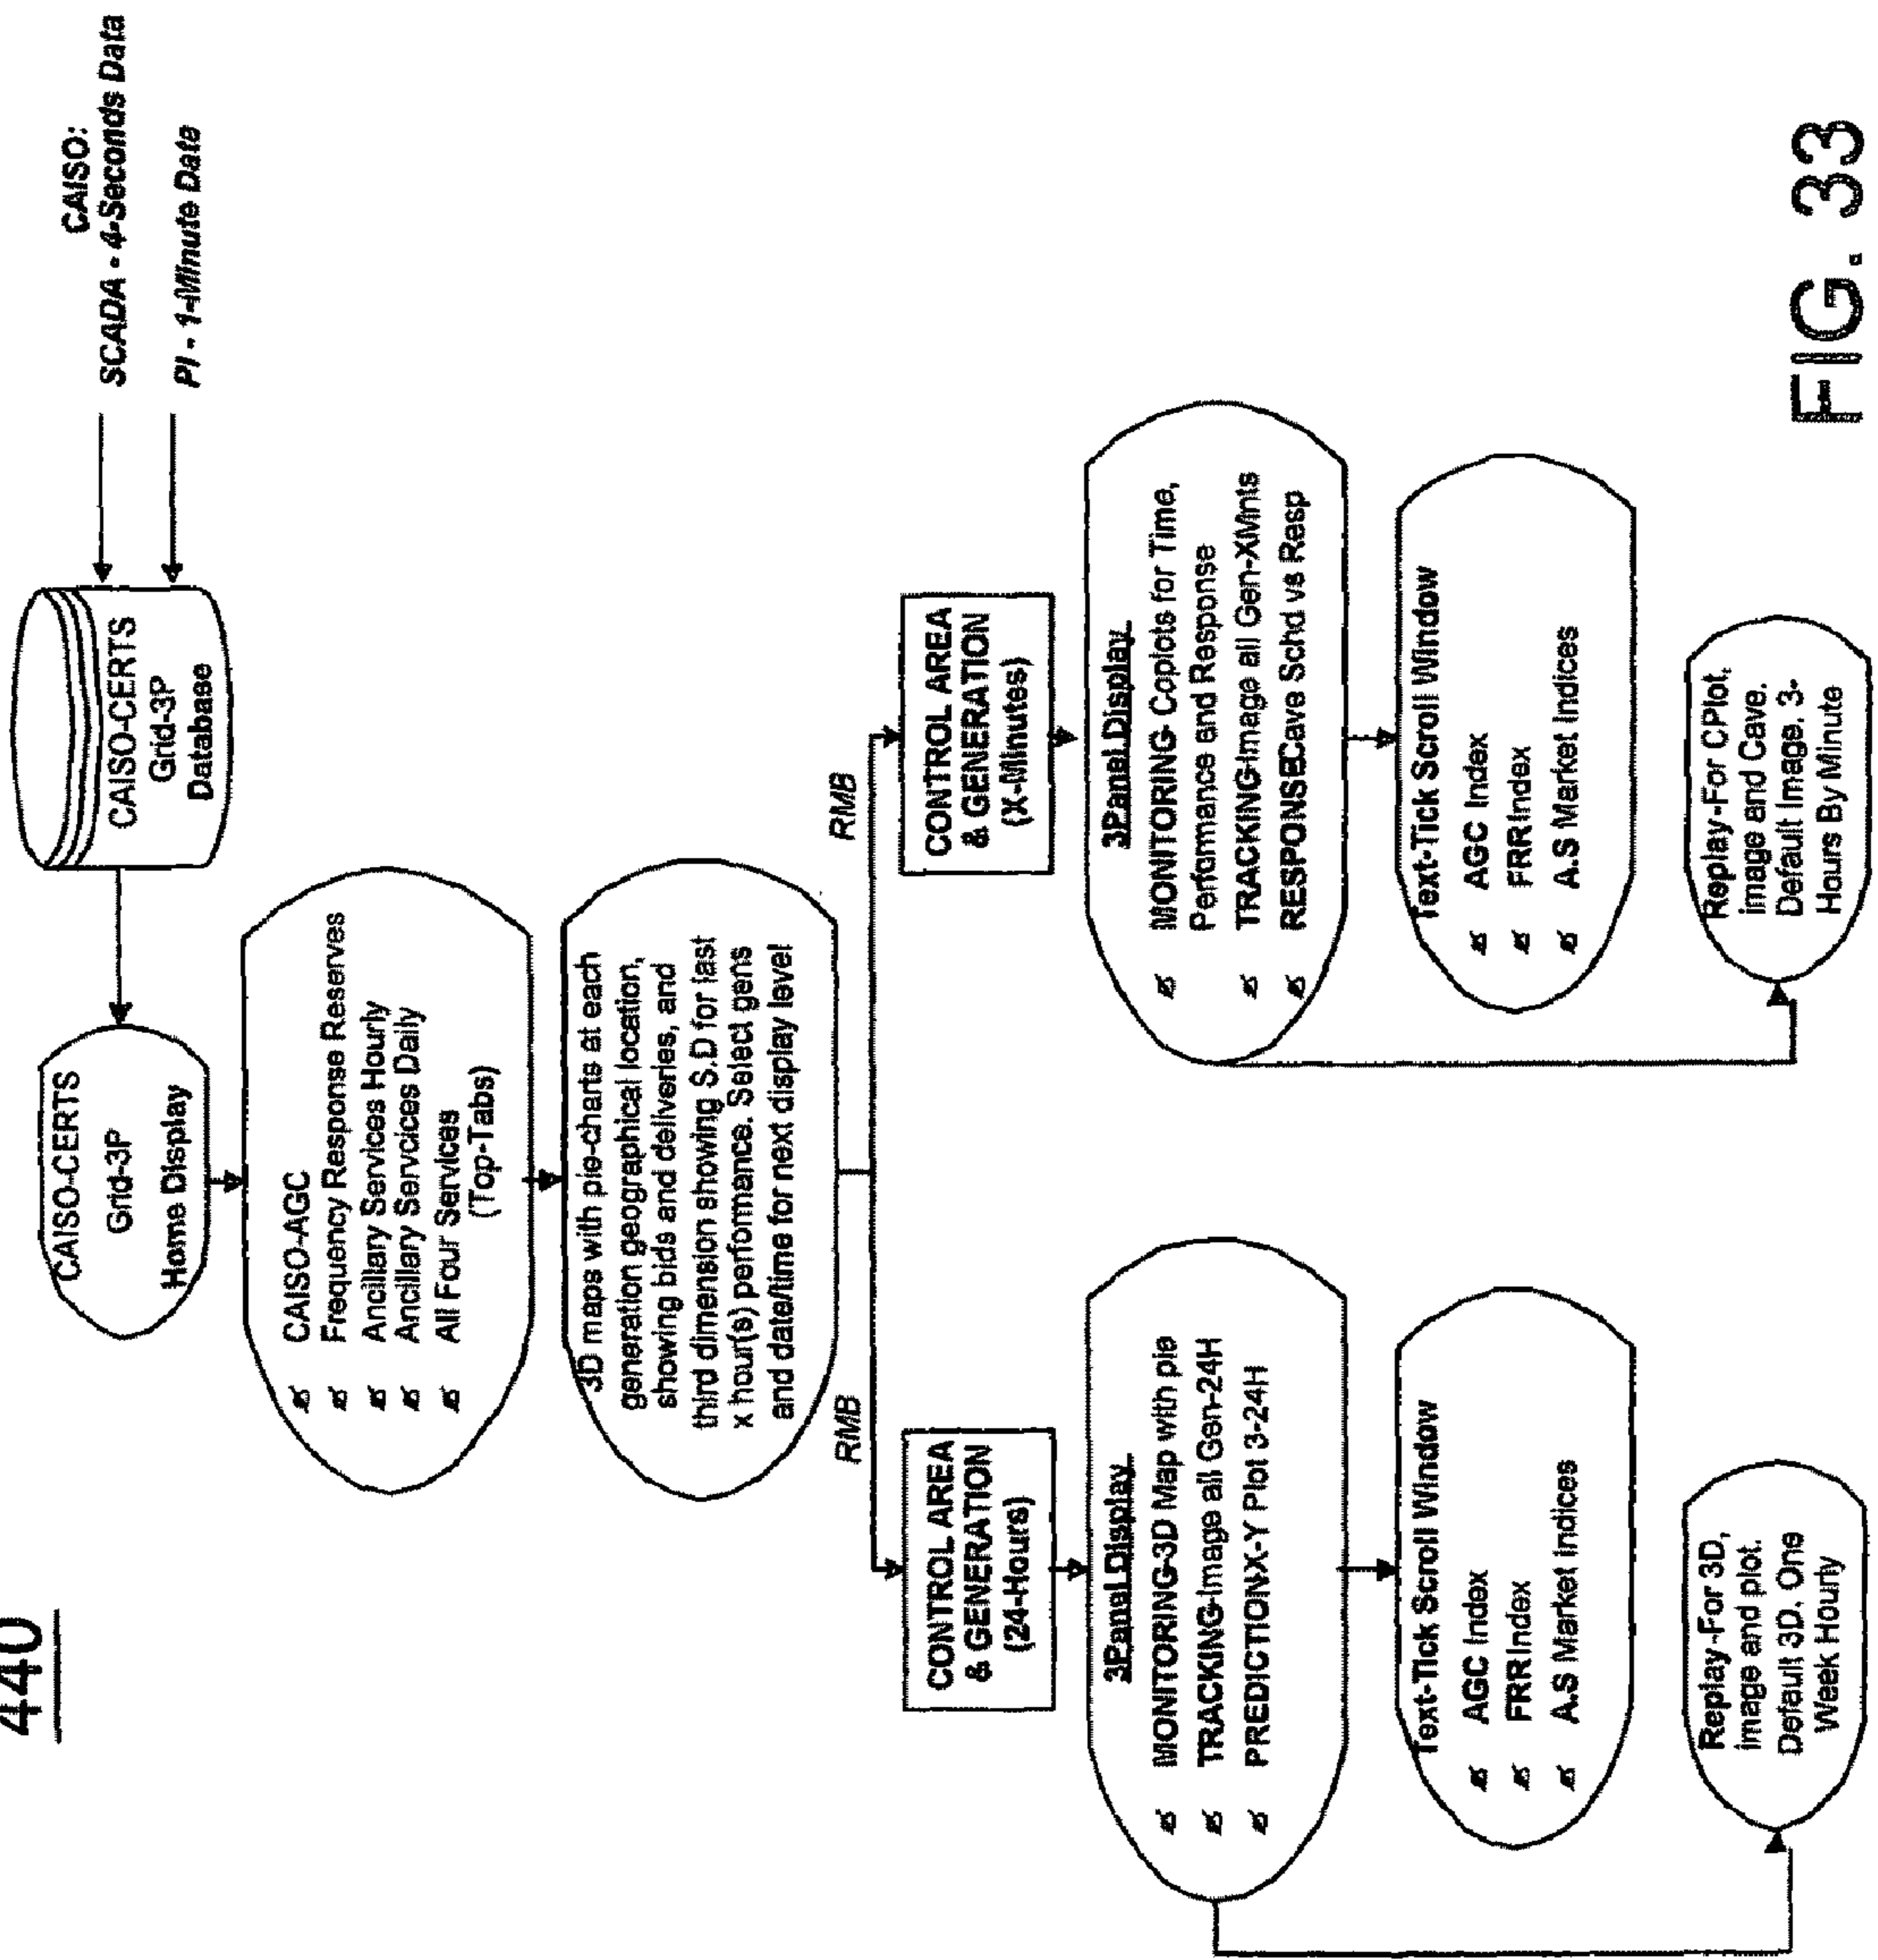 440
CAISO:
SCADA - 4-Seconds Data
PI - 1-Minute Data
CAISO-CERTS
Grid-3P
Database
CAISO-CERTS
Grid-3P
Home Display
CAISO-AGC
Frequency Response Reserves
Ancillary Services Hourly
Ancillary Servcices Daily
All Four Services
(Top-Tabs)
3D maps with pie-charts at each
generation geographical location,
showing bids and deliveries, and
third dimension showing S.D for last
x hour(s) performance. Select gens
and date/time for next display level
RMB
RMB
CONTROL AREA
& GENERATION
(24-Hours)
3Panel Display
MONITORING-3D Map with pie
TRACKING-Image all Gen-24H
PREDICTIONX-Y Plot 3-24H
Text-Tick Scroll Window
AGC Index
FRR Index
A.S Market Indices
Replay-For 3D,
image and plot.
Default 3D. One
Week Hourly
CONTROL AREA
& GENERATION
(X-Minutes)
3Panel Display
MONITORING- Coplots for Time,
Performance and Response
TRACKING-Image all Gen-XMnts
RESPONSECave Schd vs Resp
Text-Tick Scroll Window
AGC Index
FRR Index
A.S Market Indices
Replay-For CPlot,
image and Cave.
Default Image. 3-
Hours By Minute
FIG. 33